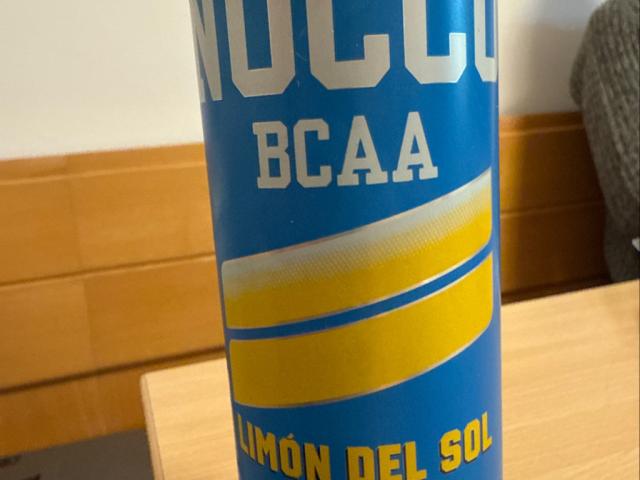 NOCCO
BCAA
LIMÓN DEL SOL